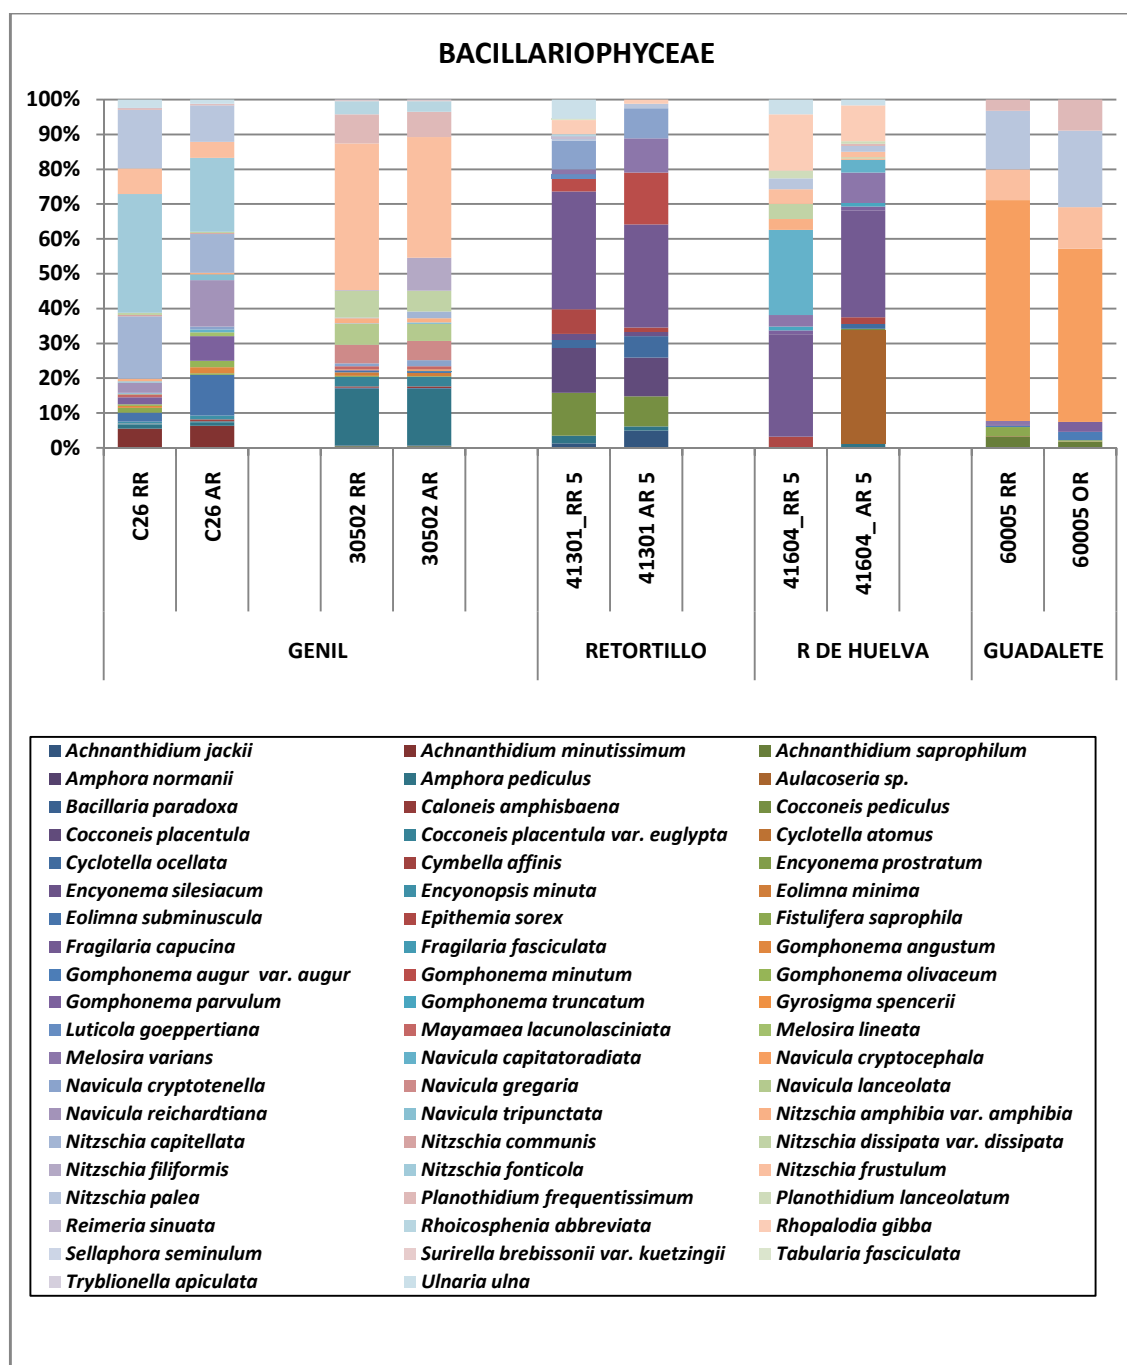 BACILLARIOPHYCEAE
100%
90%
80%
70%
60%
50%
40%
30%
20%
10%
0%
C26 RR
C26 AR
30502 RR
30502 AR
41301_RR 5
41301 AR 5
41604_RR 5
41604_ AR 5
60005 RR
60005 OR
GENIL RETORTILLO R DE HUELVA GUADALETE
Achnanthidium jackii Achnanthidium minutissimum Achnanthidium saprophilum
Amphora normanii Amphora pediculus Aulacoseria sp.
Bacillaria paradoxa Caloneis amphisbaena Cocconeis pediculus
Cocconeis placentula Cocconeis placentula var. euglypta Cyclotella atomus
Cyclotella ocellata Cymbella affinis Encyonema prostratum
Encyonema silesiacum Encyonopsis minuta Eolimna minima
Eolimna subminuscula Epithemia sorex Fistulifera saprophila
Fragilaria capucina Fragilaria fasciculata Gomphonema angustum
Gomphonema augur var. augur Gomphonema minutum Gomphonema olivaceum
Gomphonema parvulum Gomphonema truncatum Gyrosigma spencerii
Luticola goeppertiana Mayamaea lacunolasciniata Melosira lineata
Melosira varians Navicula capitatoradiata Navicula cryptocephala
Navicula cryptotenella Navicula gregaria Navicula lanceolata
Navicula reichardtiana Navicula tripunctata Nitzschia amphibia var. amphibia
Nitzschia capitellata Nitzschia communis Nitzschia dissipata var. dissipata
Nitzschia filiformis Nitzschia fonticola Nitzschia frustulum
Nitzschia palea Planothidium frequentissimum Planothidium lanceolatum
Reimeria sinuata Rhoicosphenia abbreviata Rhopalodia gibba
Sellaphora seminulum Surirella brebissonii var. kuetzingii Tabularia fasciculata
Tryblionella apiculata Ulnaria ulna